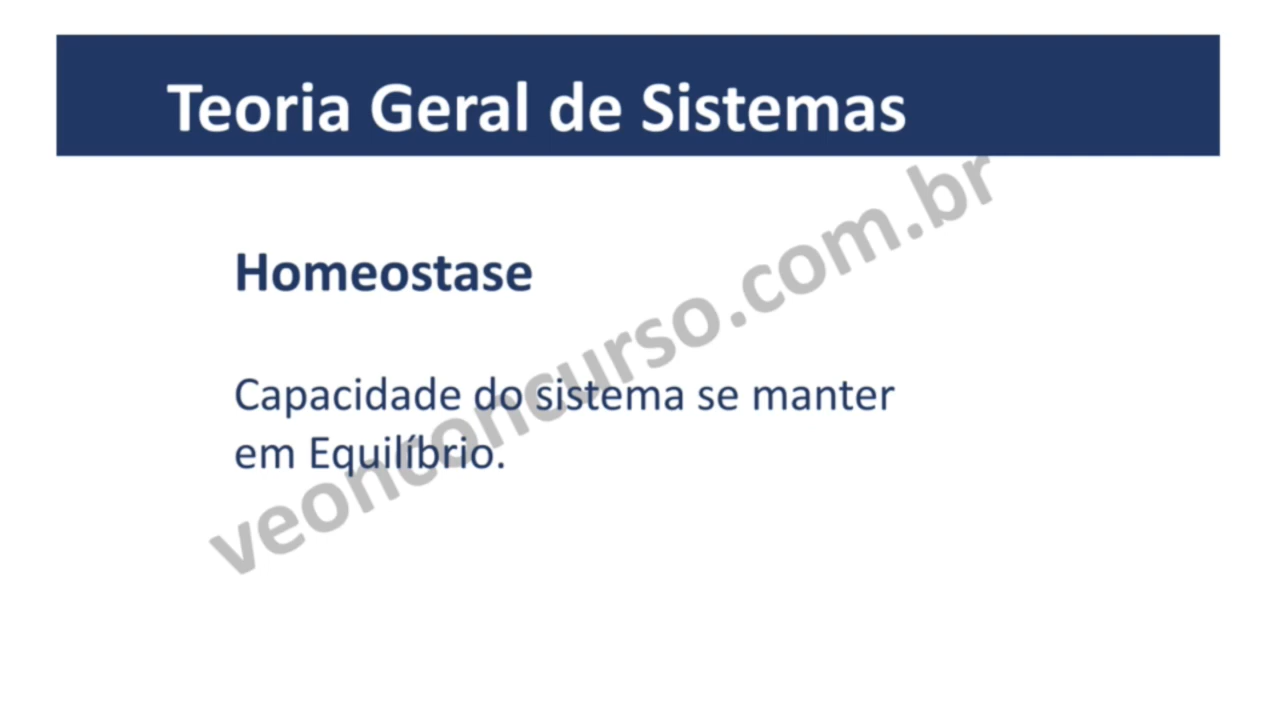 Teoria Geral de Sistemas
Homeostase
Capacidade do sistema se manter
em Equilíbrio.
veonconcurso.com.br